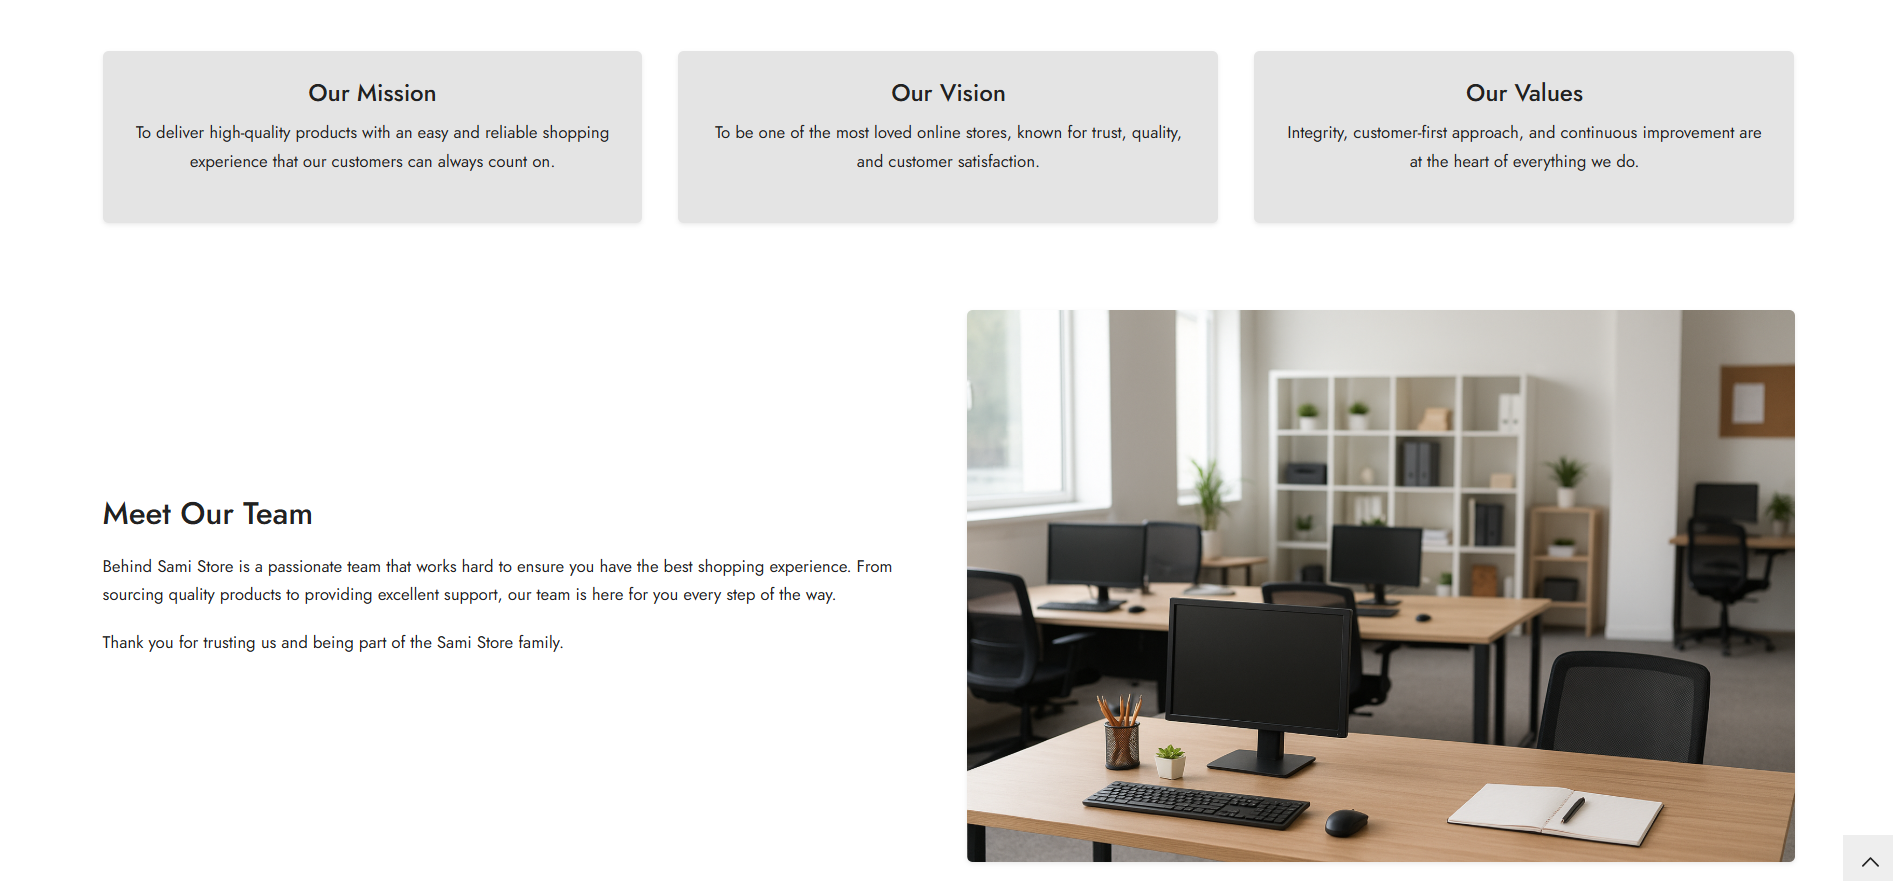 Our Mission
To deliver high-quality products with an easy and reliable shopping
experience that our customers can always count on.
Our Vision
To be one of the most loved online stores, known for trust, quality,
and customer satisfaction.
Our Values
Integrity, customer-first approach, and continuous improvement are
at the heart of everything we do.
Meet Our Team
Behind Sami Store is a passionate team that works hard to ensure you have the best shopping experience. From
sourcing quality products to providing excellent support, our team is here for you every step of the way.
Thank you for trusting us and being part of the Sami Store family.